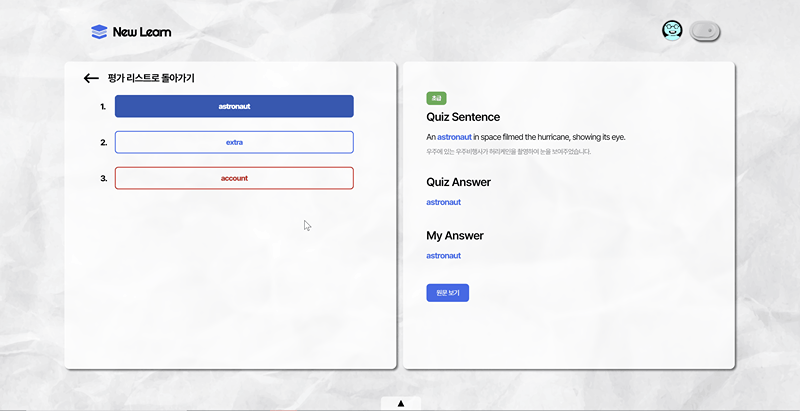 New Learn
평가 리스트로 돌아가기
1. astronaut
2. extra
3. account
초급
Quiz Sentence
An astronaut in space filmed the hurricane, showing its eye.
우주에 있는 우주비행사가 허리케인을 촬영하여 눈을 보여주었습니다.
Quiz Answer
astronaut
My Answer
astronaut
원문 보기